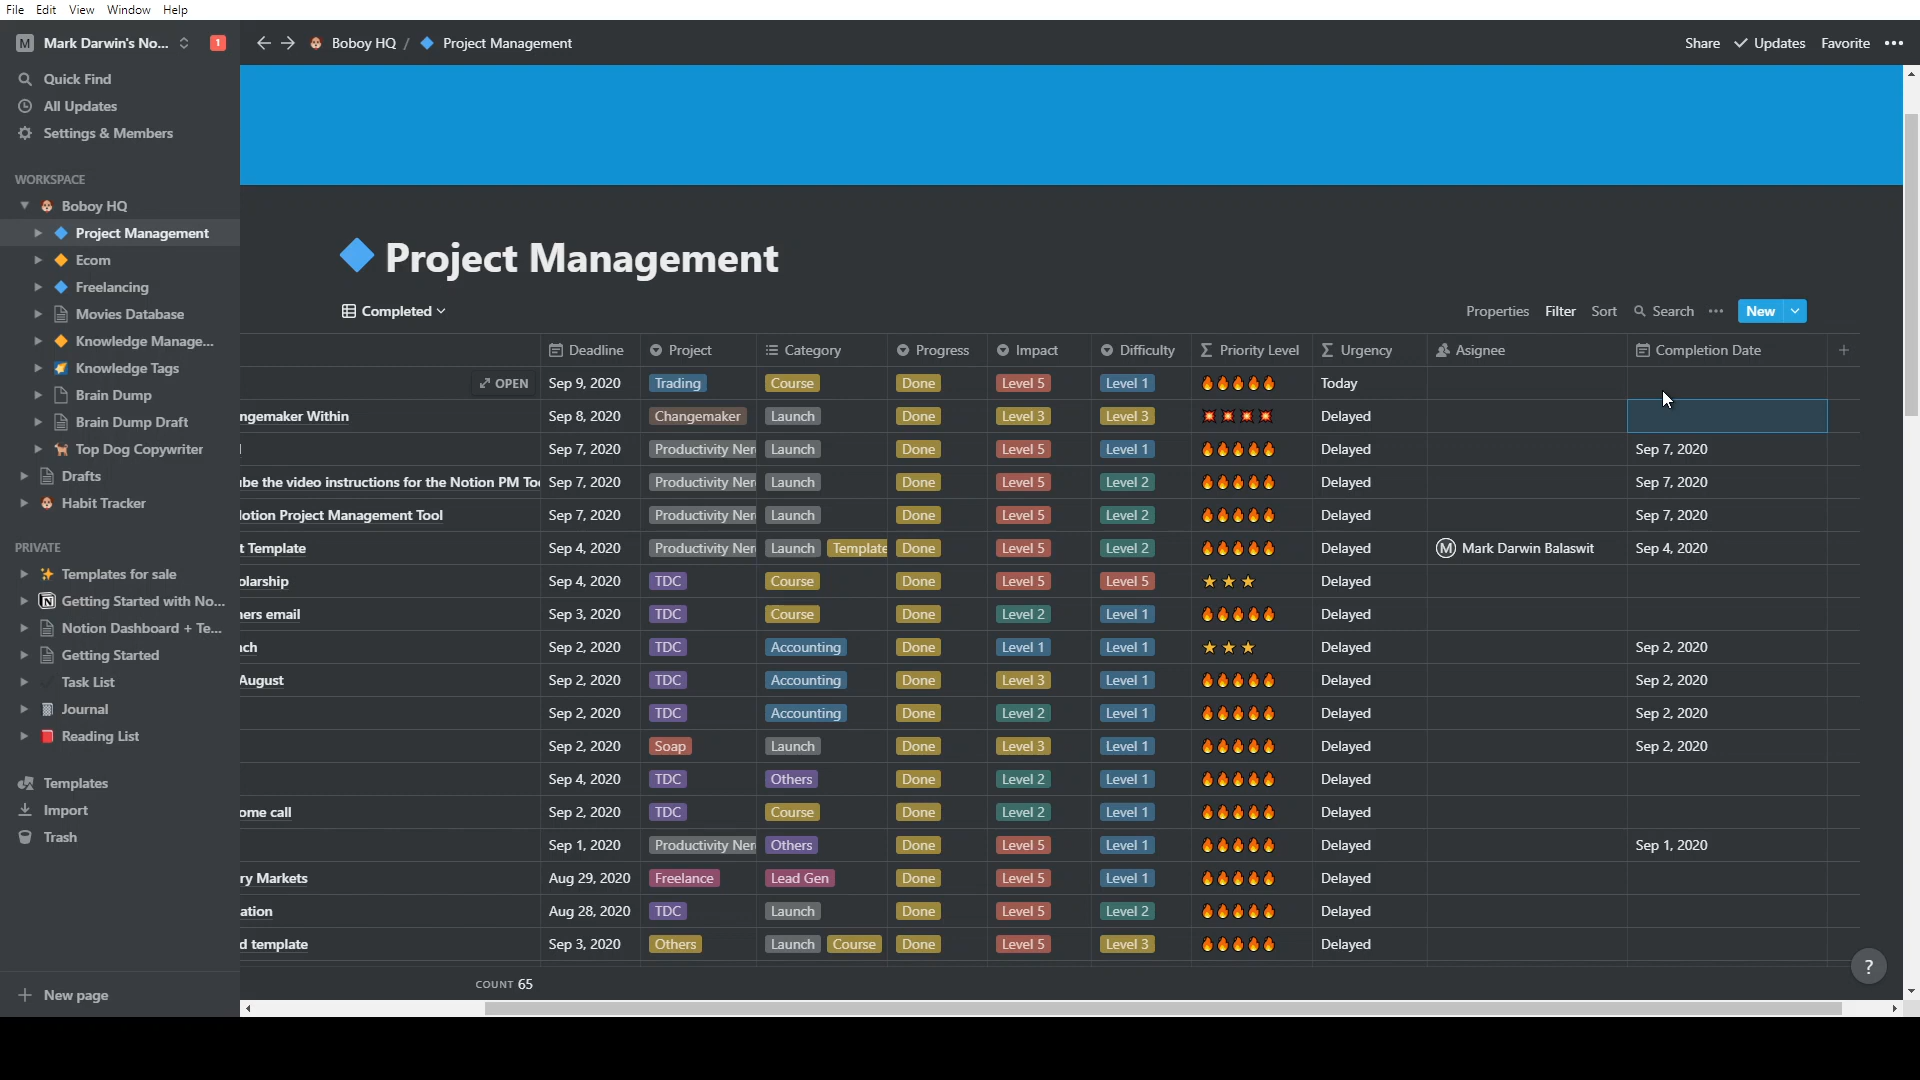 File Edit View Window Help
M Mark Darwin's No... 1
Quick Find
All Updates
Settings & Members
WORKSPACE
Boboy HQ
Project Management
Ecom
Freelancing
Movies Database
Knowledge Manage...
Knowledge Tags
Brain Dump
Brain Dump Draft
Top Dog Copywriter
Drafts
Habit Tracker
PRIVATE
Templates for sale
Getting Started with No...
Notion Dashboard + Te...
Getting Started
Task List
Journal
Reading List
Templates
Import
Trash
New page
Boboy HQ / Project Management
Share Updates Favorite
Project Management
Completed
Properties Filter Sort Search New
Deadline Project Category Progress Impact Difficulty Priority Level Urgency Asignee Completion Date
OPEN Sep 9, 2020 Trading Course Done Level 5 Level 1 Today
ngemaker Within Sep 8, 2020 Changemaker Launch Done Level 3 Level 3 Delayed
Sep 7, 2020 Productivity Ner Launch Done Level 5 Level 1 Delayed Sep 7, 2020
be the video instructions for the Notion PM To Sep 7, 2020 Productivity Ner Launch Done Level 5 Level 2 Delayed Sep 7, 2020
otion Project Management Tool Sep 7, 2020 Productivity Ner Launch Done Level 5 Level 2 Delayed Sep 7, 2020
t Template Sep 4, 2020 Productivity Ner Launch Template Done Level 5 Level 2 Delayed M Mark Darwin Balaswit Sep 4, 2020
olarship Sep 4, 2020 TDC Course Done Level 5 Level 5 Delayed
ers email Sep 3, 2020 TDC Course Done Level 2 Level 1 Delayed
ch Sep 2, 2020 TDC Accounting Done Level 1 Level 1 Delayed Sep 2, 2020
August Sep 2, 2020 TDC Accounting Done Level 3 Level 1 Delayed Sep 2, 2020
Sep 2, 2020 TDC Accounting Done Level 2 Level 1 Delayed Sep 2, 2020
Sep 2, 2020 Soap Launch Done Level 3 Level 1 Delayed Sep 2, 2020
Sep 4, 2020 TDC Others Done Level 2 Level 1 Delayed
ome call Sep 2, 2020 TDC Course Done Level 2 Level 1 Delayed
Sep 1, 2020 Productivity Ner Others Done Level 5 Level 1 Delayed Sep 1, 2020
ry Markets Aug 29, 2020 Freelance Lead Gen Done Level 5 Level 1 Delayed
ation Aug 28, 2020 TDC Launch Done Level 5 Level 2 Delayed
d template Sep 3, 2020 Others Launch Course Done Level 5 Level 3 Delayed
COUNT 65
?